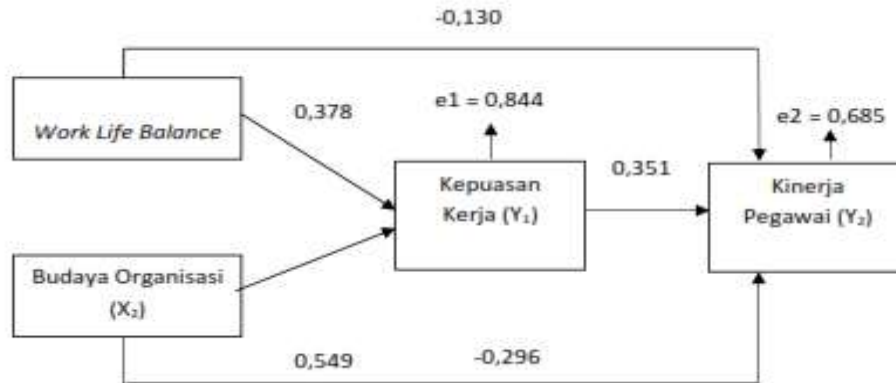 -0,130
Work Life Balance
0,378
e1 = 0,844
e2 = 0,685
Kepuasan
Kerja (Y₁)
0,351
Kinerja
Pegawai (Y₂)
Budaya Organisasi
(X₂)
0,549
-0,296